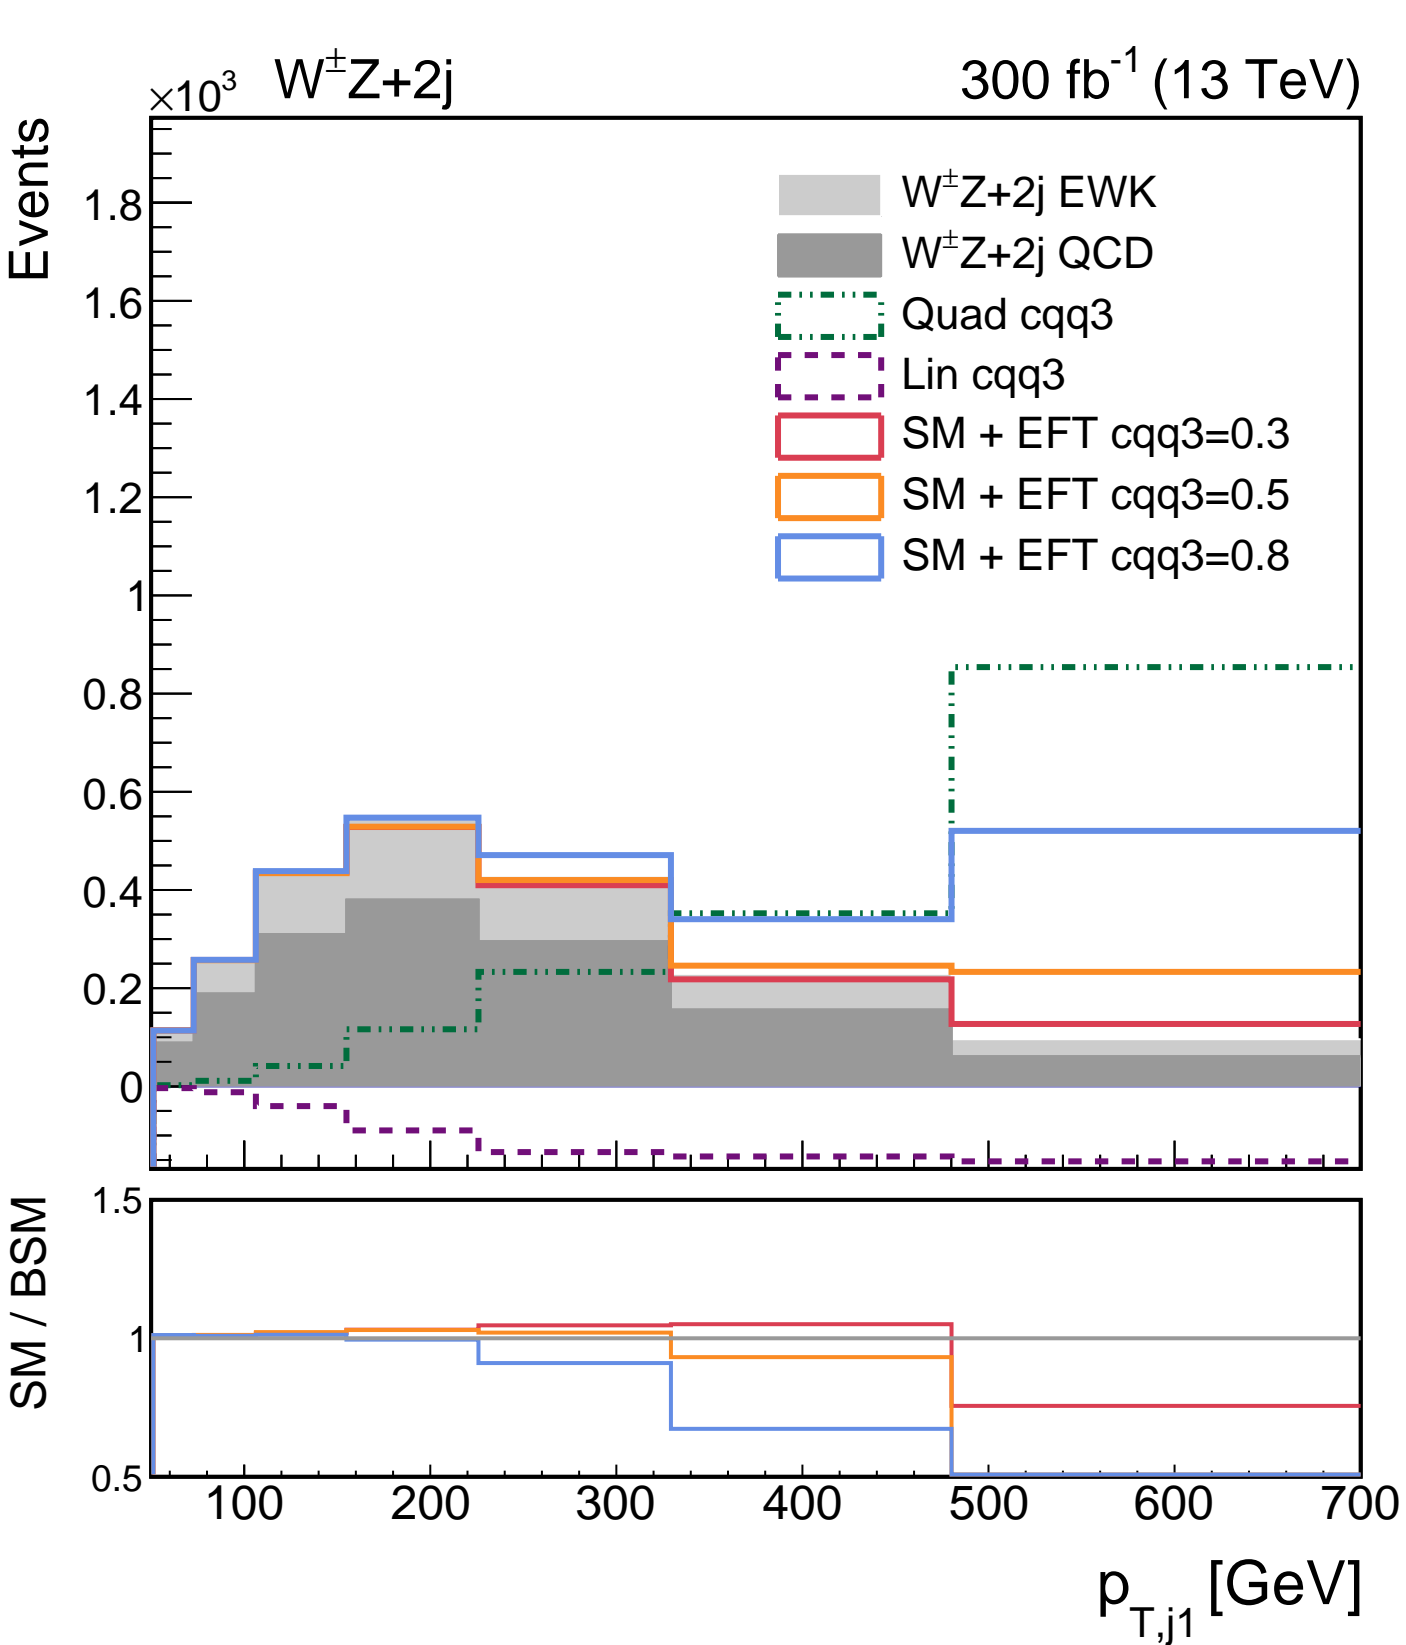 ×10³ W±Z+2j 300 fb⁻¹ (13 TeV)
Events
1.8
1.6
1.4
1.2
1
0.8
0.6
0.4
0.2
0
W±Z+2j EWK
W±Z+2j QCD
Quad cqq3
Lin cqq3
SM + EFT cqq3=0.3
SM + EFT cqq3=0.5
SM + EFT cqq3=0.8
SM / BSM
1.5
1
0.5
100 200 300 400 500 600 700
p_T,j1 [GeV]